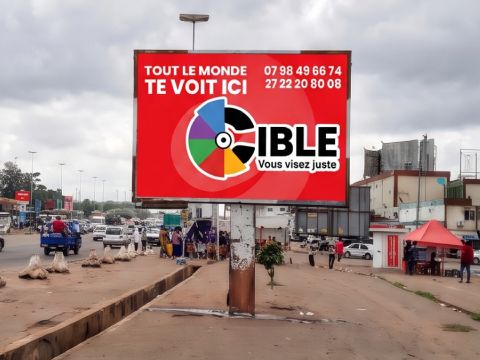 TOUT LE MONDE
TE VOIT ICI
07 98 49 66 74
27 22 20 80 08
CIBLE
Vous visez juste